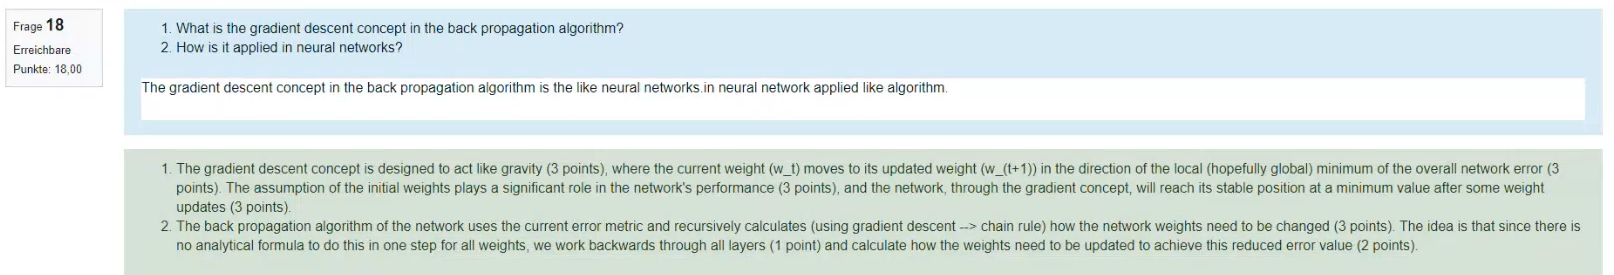 Frage 18
Erreichbare
Punkte: 18,00
1. What is the gradient descent concept in the back propagation algorithm?
2. How is it applied in neural networks?
The gradient descent concept in the back propagation algorithm is the like neural networks.in neural network applied like algorithm.
1. The gradient descent concept is designed to act like gravity (3 points), where the current weight (w_t) moves to its updated weight (w_(t+1)) in the direction of the local (hopefully global) minimum of the overall network error (3
points). The assumption of the initial weights plays a significant role in the network's performance (3 points), and the network, through the gradient concept, will reach its stable position at a minimum value after some weight
updates (3 points).
2. The back propagation algorithm of the network uses the current error metric and recursively calculates (using gradient descent --> chain rule) how the network weights need to be changed (3 points). The idea is that since there is
no analytical formula to do this in one step for all weights, we work backwards through all layers (1 point) and calculate how the weights need to be updated to achieve this reduced error value (2 points).